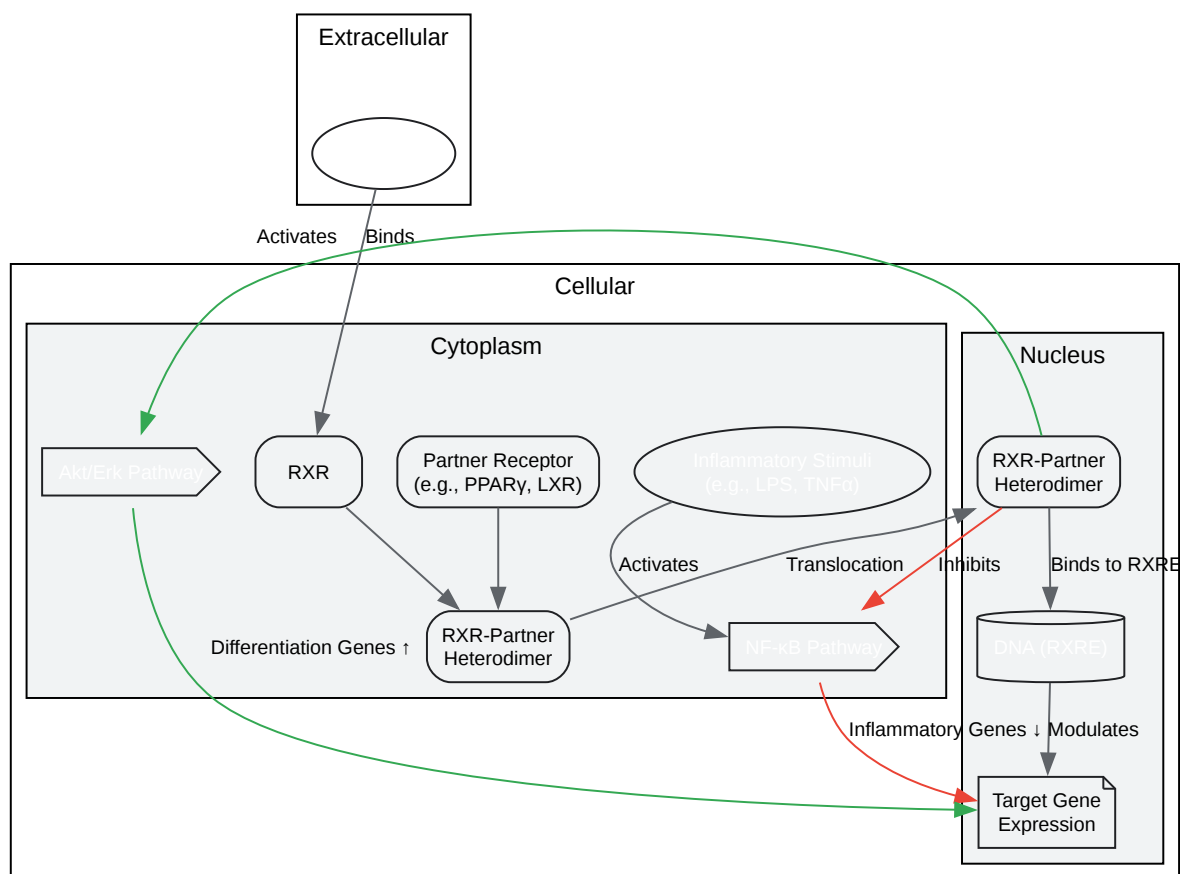 Extracellular
Activates
Binds
Cellular
Cytoplasm
Nucleus
Akt/Erk Pathway
RXR
Partner Receptor
(e.g., PPARγ, LXR)
Inflammatory Stimuli
(e.g., LPS, TNFα)
RXR-Partner
Heterodimer
Activates
Translocation
Inhibits
Binds to RXRE
Differentiation Genes ↑
RXR-Partner
Heterodimer
NF-κB Pathway
DNA (RXRE)
Inflammatory Genes ↓
Modulates
Target Gene
Expression